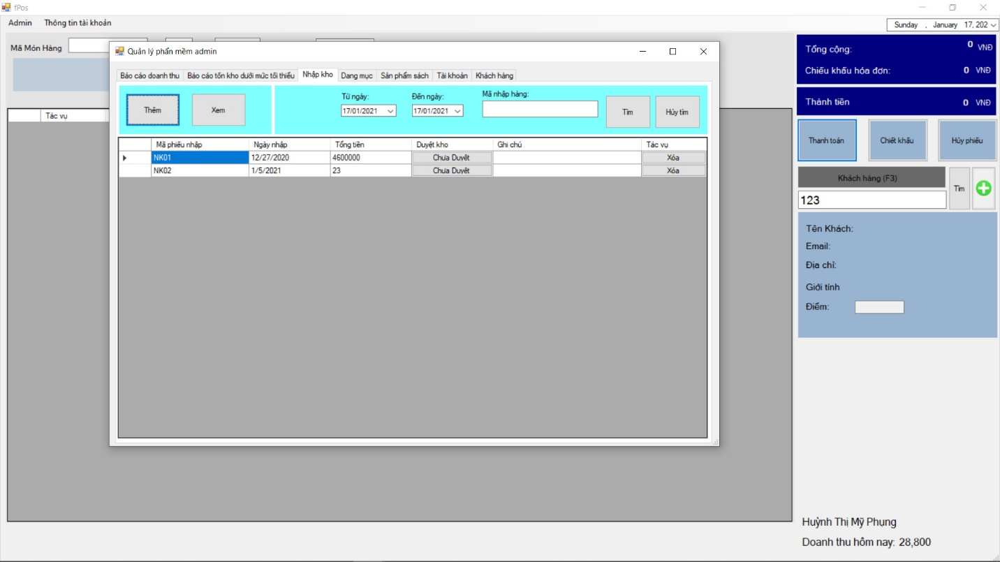 fPos
Admin Thông tin tài khoản
Sunday , January 17, 202
Mã Món Hàng
Tác vụ
Quản lý phần mềm admin
Báo cáo doanh thu Báo cáo tồn kho dưới mức tối thiểu Nhập kho Dang mục Sản phẩm sách Tài khoản Khách hàng
Thêm Xem
Từ ngày: Đến ngày: Mã nhập hàng:
17/01/2021 17/01/2021
Tìm Hủy tìm
Mã phiếu nhập Ngày nhập Tổng tiền Duyệt kho Ghi chú Tác vụ
NK01 12/27/2020 4600000 Chưa Duyệt Xóa
NK02 1/5/2021 23 Chưa Duyệt Xóa
Tổng cộng: 0 VNĐ
Chiếu khấu hóa đơn: 0 VNĐ
Thành tiền 0 VNĐ
Thanh toán Chiết khấu Hủy phiếu
Khách hàng (F3)
Tìm
123
Tên Khách:
Email:
Địa chỉ:
Giới tính
Điểm:
Huỳnh Thị Mỹ Phụng
Doanh thu hôm nay: 28,800